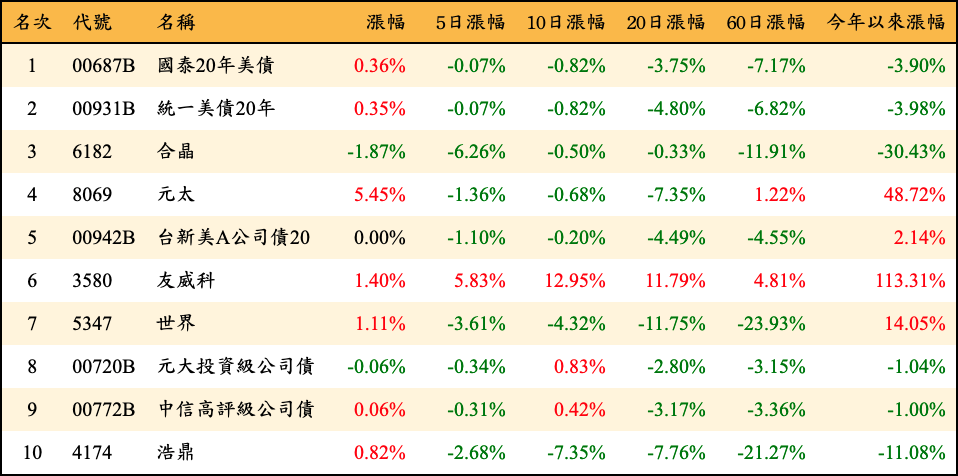 名次 代號 名稱 漲幅 5日漲幅 10日漲幅 20日漲幅 60日漲幅 今年以來漲幅
1 00687B 國泰20年美債 0.36% -0.07% -0.82% -3.75% -7.17% -3.90%
2 00931B 統一美債20年 0.35% -0.07% -0.82% -4.80% -6.82% -3.98%
3 6182 合晶 -1.87% -6.26% -0.50% -0.33% -11.91% -30.43%
4 8069 元太 5.45% -1.36% -0.68% -7.35% 1.22% 48.72%
5 00942B 台新美A公司債20 0.00% -1.10% -0.20% -4.49% -4.55% 2.14%
6 3580 友威科 1.40% 5.83% 12.95% 11.79% 4.81% 113.31%
7 5347 世界 1.11% -3.61% -4.32% -11.75% -23.93% 14.05%
8 00720B 元大投資級公司債 -0.06% -0.34% 0.83% -2.80% -3.15% -1.04%
9 00772B 中信高評級公司債 0.06% -0.31% 0.42% -3.17% -3.36% -1.00%
10 4174 浩鼎 0.82% -2.68% -7.35% -7.76% -21.27% -11.08%